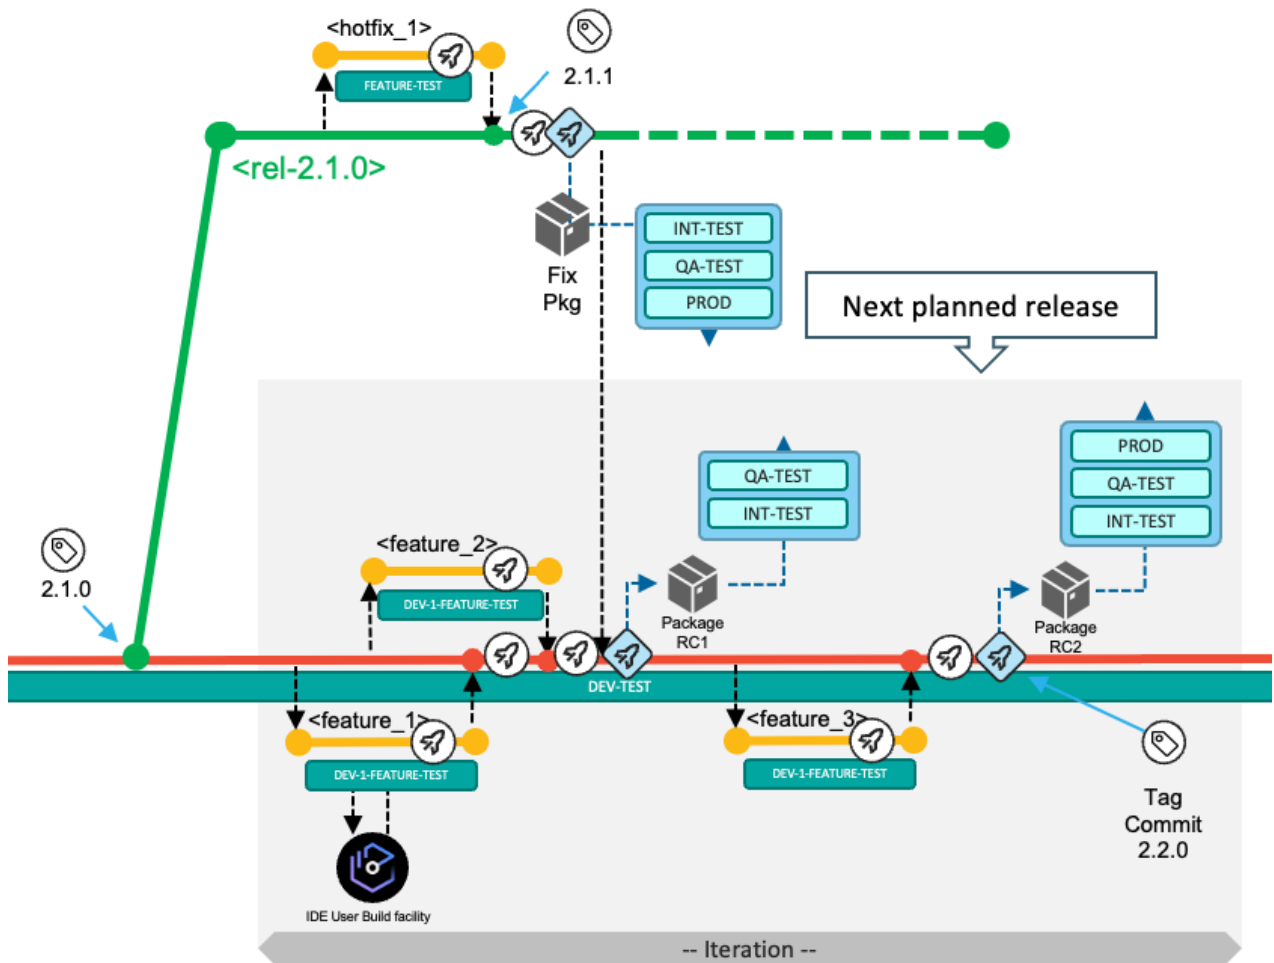 <hotfix_1>
FEATURE-TEST
2.1.1
<rel-2.1.0>
Fix
Pkg
INT-TEST
QA-TEST
PROD
Next planned release
2.1.0
<feature_2>
DEV-1-FEATURE-TEST
Package
RC1
QA-TEST
INT-TEST
Package
RC2
PROD
QA-TEST
INT-TEST
DEV-TEST
<feature_1>
DEV-1-FEATURE-TEST
<feature_3>
DEV-1-FEATURE-TEST
Tag
Commit
2.2.0
IDE User Build facility
-- Iteration --